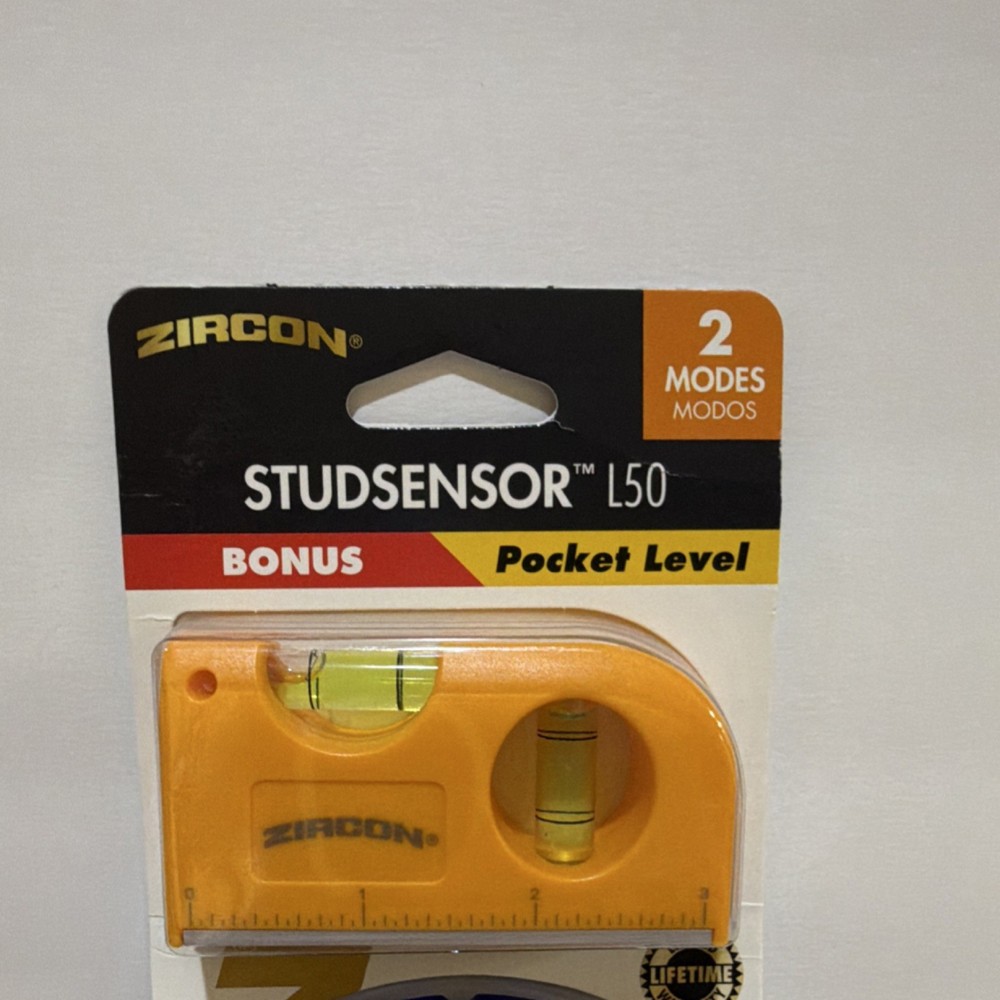 ZIRCON®
2
MODES
MODOS
STUDSENSOR™ L50
BONUS
Pocket Level
ZIRCON®
0 1 2 3
LIFETIME